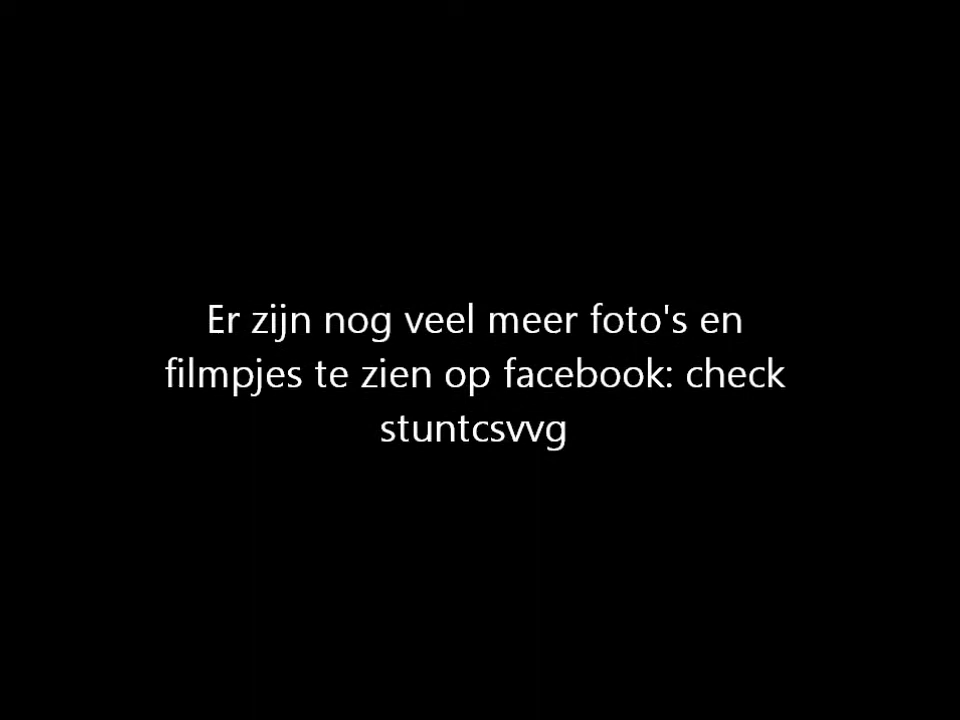 Er zijn nog veel meer foto's en
filmpjes te zien op facebook: check
stuntcsvvg